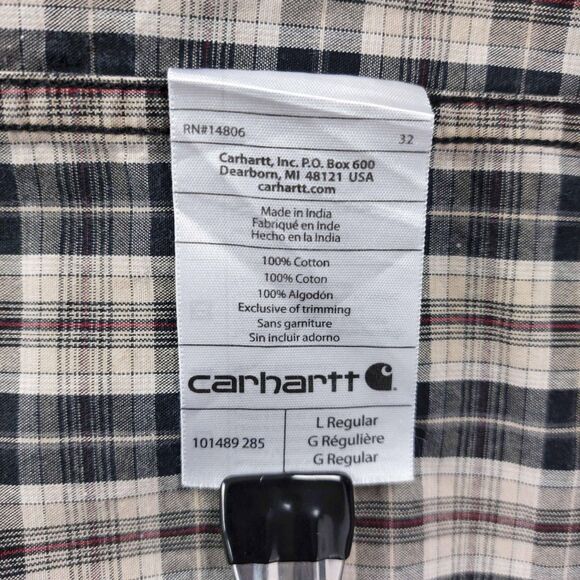 RN#14806 32
Carhartt, Inc. P.O. Box 600
Dearborn, MI 48121 USA
carhartt.com
Made in India
Fabriqué en Inde
Hecho en la India
100% Cotton
100% Coton
100% Algodón
Exclusive of trimming
Sans garniture
Sin incluir adorno
carhartt
101489 285
L Regular
G Régulière
G Regular